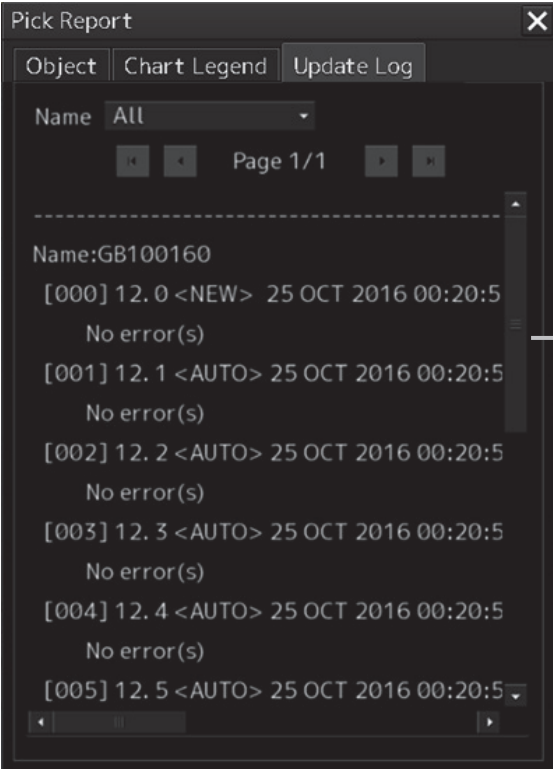 Pick Report
Object Chart Legend Update Log
Name All
Page 1/1
Name:GB100160
[000] 12.0 <NEW> 25 OCT 2016 00:20:5
No error(s)
[001] 12.1 <AUTO> 25 OCT 2016 00:20:5
No error(s)
[002] 12.2 <AUTO> 25 OCT 2016 00:20:5
No error(s)
[003] 12.3 <AUTO> 25 OCT 2016 00:20:5
No error(s)
[004] 12.4 <AUTO> 25 OCT 2016 00:20:5
No error(s)
[005] 12.5 <AUTO> 25 OCT 2016 00:20:5